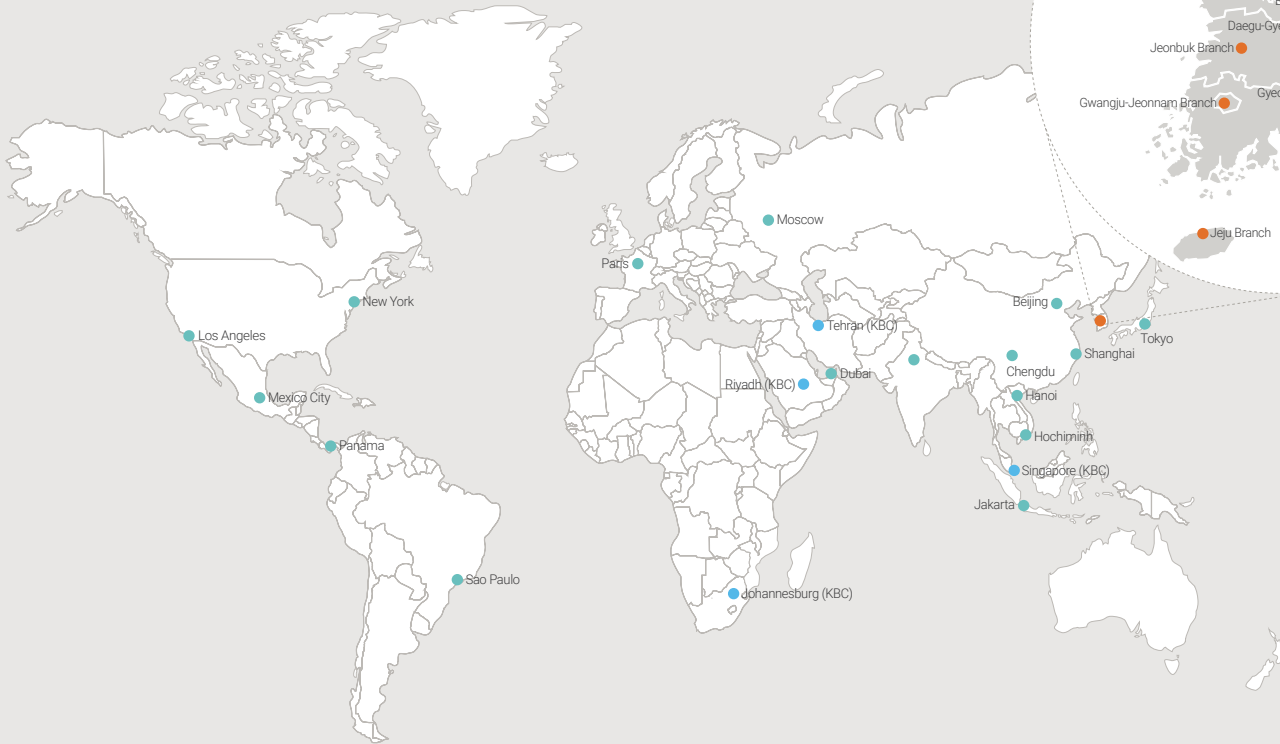 Daegu-Gye
Jeonbuk Branch
Gyeo
Gwangju-Jeonnam Branch
Jeju Branch
Moscow
Paris
New York
Beijing
Tehran (KBC)
Los Angeles
Tokyo
Shanghai
Chengdu
Dubai
Riyadh (KBC)
Mexico City
Hanoi
Hochiminh
Panama
Singapore (KBC)
Jakarta
Sao Paulo
Johannesburg (KBC)